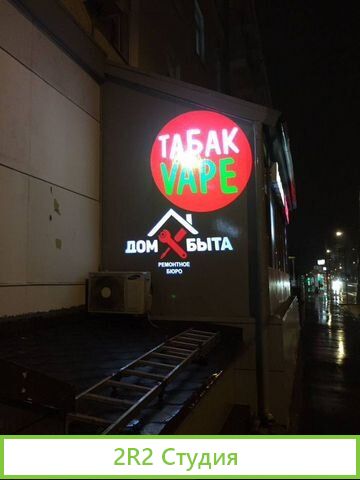 ТАБАК
VAPE
ДОМ БЫТА
РЕМОНТНОЕ
БЮРО
2R2 Студия